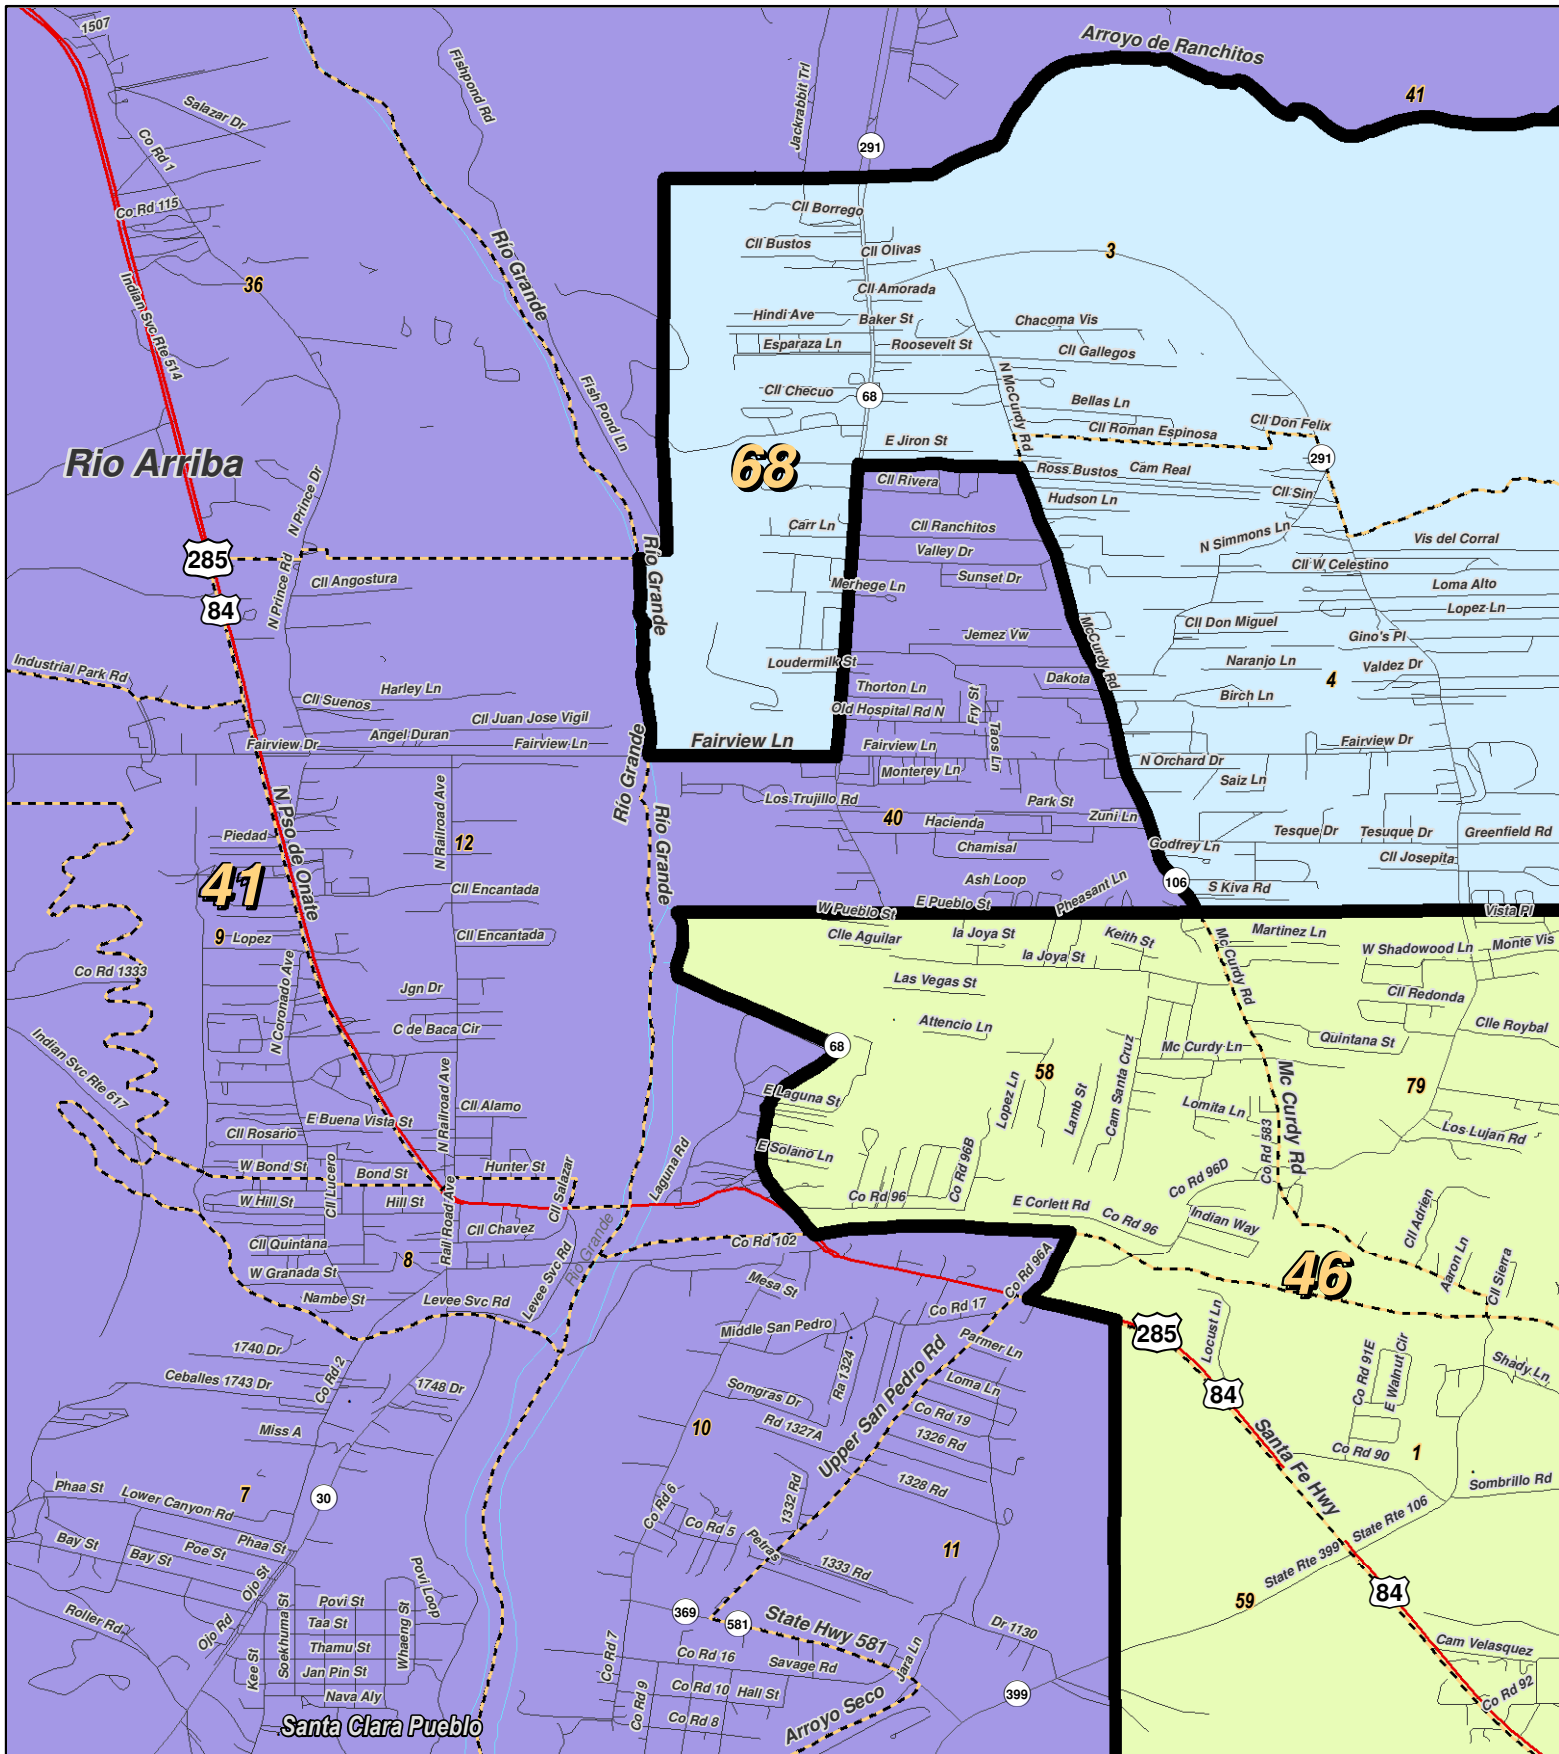 1507
Fishpond Rd
Jackrabbit Trl
Arroyo de Ranchitos
41
Salazar Dr
Co Rd 1
291
Co Rd 115
Cll Borrego
Cll Bustos
Cll Olivas
3
Rio Grande
36
Indian Svc Rte 514
Cll Amorada
Hindi Ave
Baker St
Chacoma Vis
Esparaza Ln
Roosevelt St
Cll Gallegos
Fish Pond Ln
Cll Checuo
68
N McCurdy Rd
Bellas Ln
Cll Roman Espinosa
Cll Don Felix
E Jiron St
Rio Arriba
68
291
Ross Bustos
Cam Real
Cll Rivera
Cll Sin
Hudson Ln
N Prince Dr
Carr Ln
Cll Ranchitos
N Simmons Ln
Vis del Corral
285
Rio Grande
Valley Dr
Cll W Celestino
N Prince Rd
Cll Angostura
Merhege Ln
Sunset Dr
Loma Alto
84
Lopez Ln
Jemez Vw
McCurdy Rd
Cll Don Miguel
Gino's Pl
Industrial Park Rd
Loudermilk St
Naranjo Ln
Valdez Dr
Dakota
4
Harley Ln
Thorton Ln
Fry St
Birch Ln
Cll Suenos
Old Hospital Rd N
Cll Juan Jose Vigil
Angel Duran
Taos Ln
Fairview Dr
Fairview Ln
Fairview Ln
Fairview Ln
Fairview Dr
N Orchard Dr
Rio Grande
Monterey Ln
Saiz Ln
N Pso de Onate
N Railroad Ave
Los Trujillo Rd
Park St
Rio Grande
40
Zuni Ln
Hacienda
Piedad
12
Chamisal
Godfrey Ln
Tesque Dr
Tesuque Dr
Greenfield Rd
Cll Josepita
41
Cll Encantada
Ash Loop
Pheasant Ln
106
S Kiva Rd
E Pueblo St
W Pueblo St
Vista Pl
9
Lopez
Cll Encantada
Clle Aguilar
la Joya St
Keith St
Martinez Ln
W Shadowood Ln
Monte Vis
la Joya St
Mc Curdy Rd
Co Rd 1333
N Coronado Ave
Jgn Dr
Las Vegas St
Cll Redonda
C de Baca Cir
Attencio Ln
Clle Roybal
Quintana St
68
Mc Curdy Ln
Indian Svc Rte 617
58
Cam Santa Cruz
79
N Railroad Ave
E Laguna St
Lopez Ln
Lamb St
Mc Curdy Rd
Cll Alamo
Lomita Ln
E Buena Vista St
Cll Rosario
Los Lujan Rd
E Solano Ln
Co Rd 583
W Bond St
Bond St
Hunter St
Laguna Rd
Co Rd 96B
Co Rd 96D
Cll Lucero
Cll Salazar
W Hill St
Hill St
Co Rd 96
E Corlett Rd
Co Rd 96
Indian Way
Cll Adrien
Rail Road Ave
Cll Chavez
Rio Grande
Cll Quintana
Co Rd 102
Aaron Ln
8
W Granada St
Levee Svc Rd
Co Rd 96A
46
Cll Sierra
Nambe St
Levee Svc Rd
Mesa St
Co Rd 17
Locust Ln
Middle San Pedro
285
1740 Dr
Co Rd 2
Parmer Ln
Ra 1324
Ceballes 1743 Dr
1748 Dr
Somgras Dr
Loma Ln
84
Co Rd 91E
E Walnut Cir
Shady Ln
Upper San Pedro Rd
Co Rd 19
Miss A
10
Rd 1327A
1326 Rd
Santa Fe Hwy
Co Rd 90
1
Phaa St
7
Lower Canyon Rd
30
1332 Rd
1328 Rd
Sombrillo Rd
Co Rd 6
Co Rd 5
State Rte 106
Bay St
Poe St
Phaa St
Petras
11
Bay St
Povi Loop
1333 Rd
State Rte 399
Ojo St
84
59
Roller Rd
Povi St
Soekhuma St
Whaeng St
369
Taa St
581
State Hwy 581
Dr 1130
Ojo Rd
Thamu St
Cam Velasquez
Kee St
Co Rd 7
Co Rd 16
Savage Rd
Jara Ln
Jan Pin St
Co Rd 10
Hall St
399
Co Rd 92
Nava Aly
Co Rd 9
Co Rd 8
Arroyo Seco
Santa Clara Pueblo